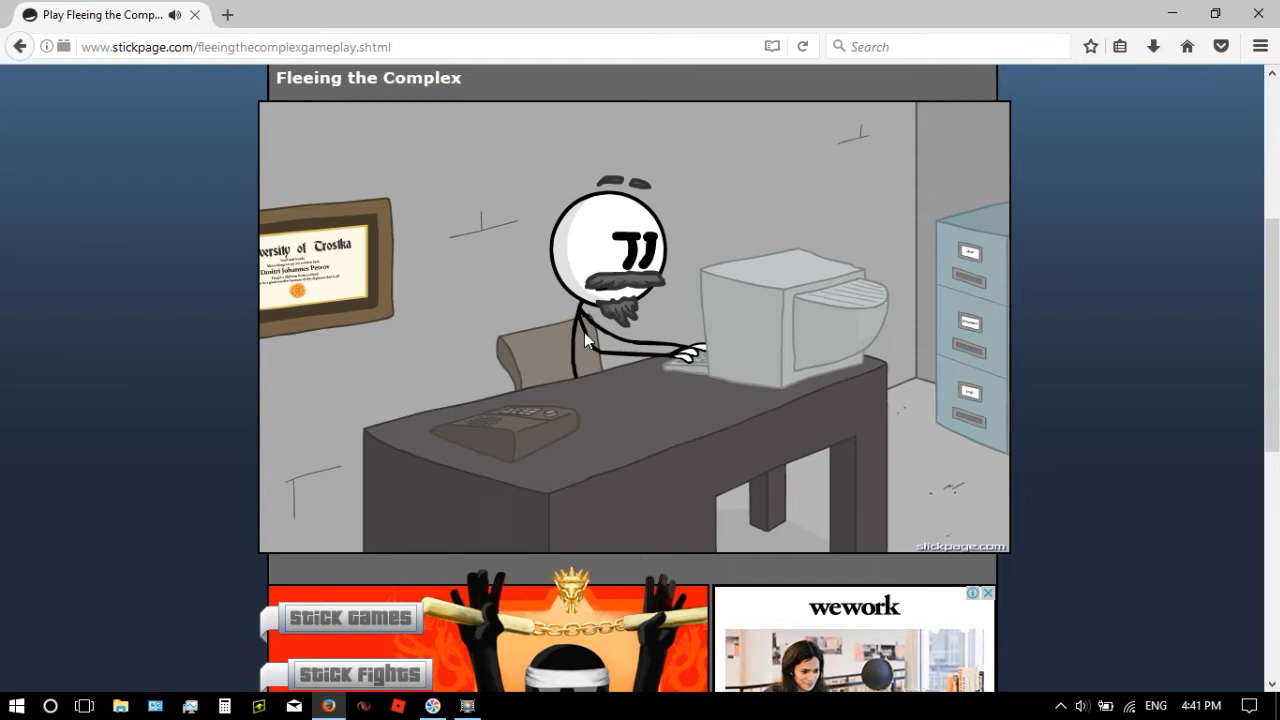 Play Fleeing the Comp...
www.stickpage.com/fleeingthecomplexgameplay.shtml
Search
Fleeing the Complex
versity of Trostka
Dmitri Johannes Petrov
stickpage.com
STICK GAMES
STICK FIGHTS
wework
ENG
4:41 PM